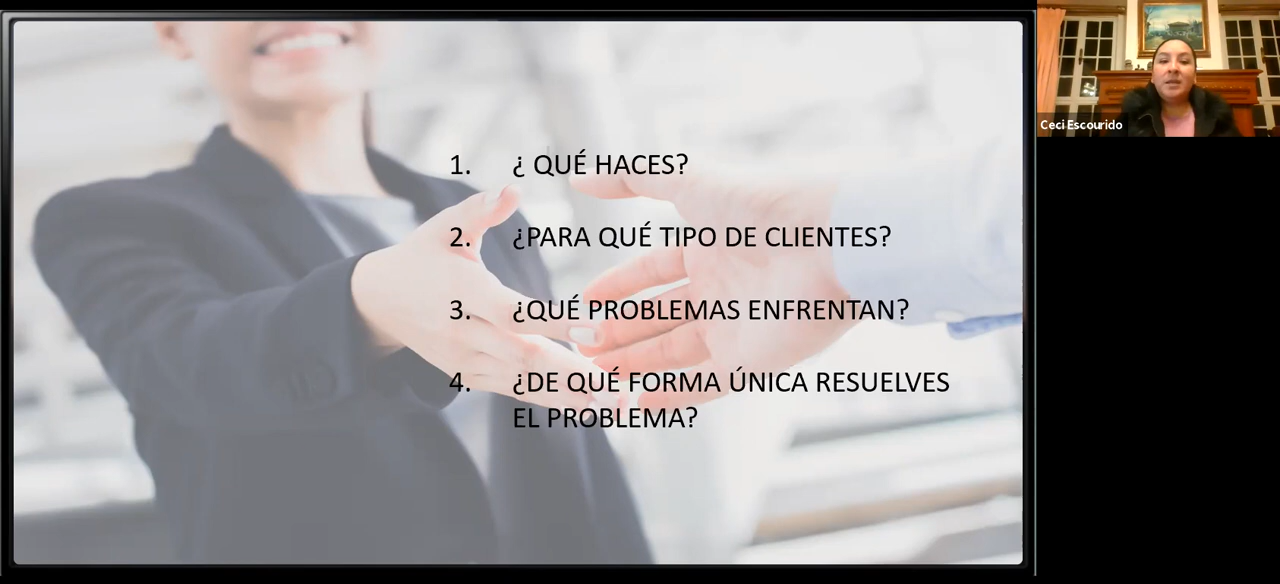 1. ¿ QUÉ HACES?
2. ¿PARA QUÉ TIPO DE CLIENTES?
3. ¿QUÉ PROBLEMAS ENFRENTAN?
4. ¿DE QUÉ FORMA ÚNICA RESUELVES
EL PROBLEMA?
Ceci Escourido